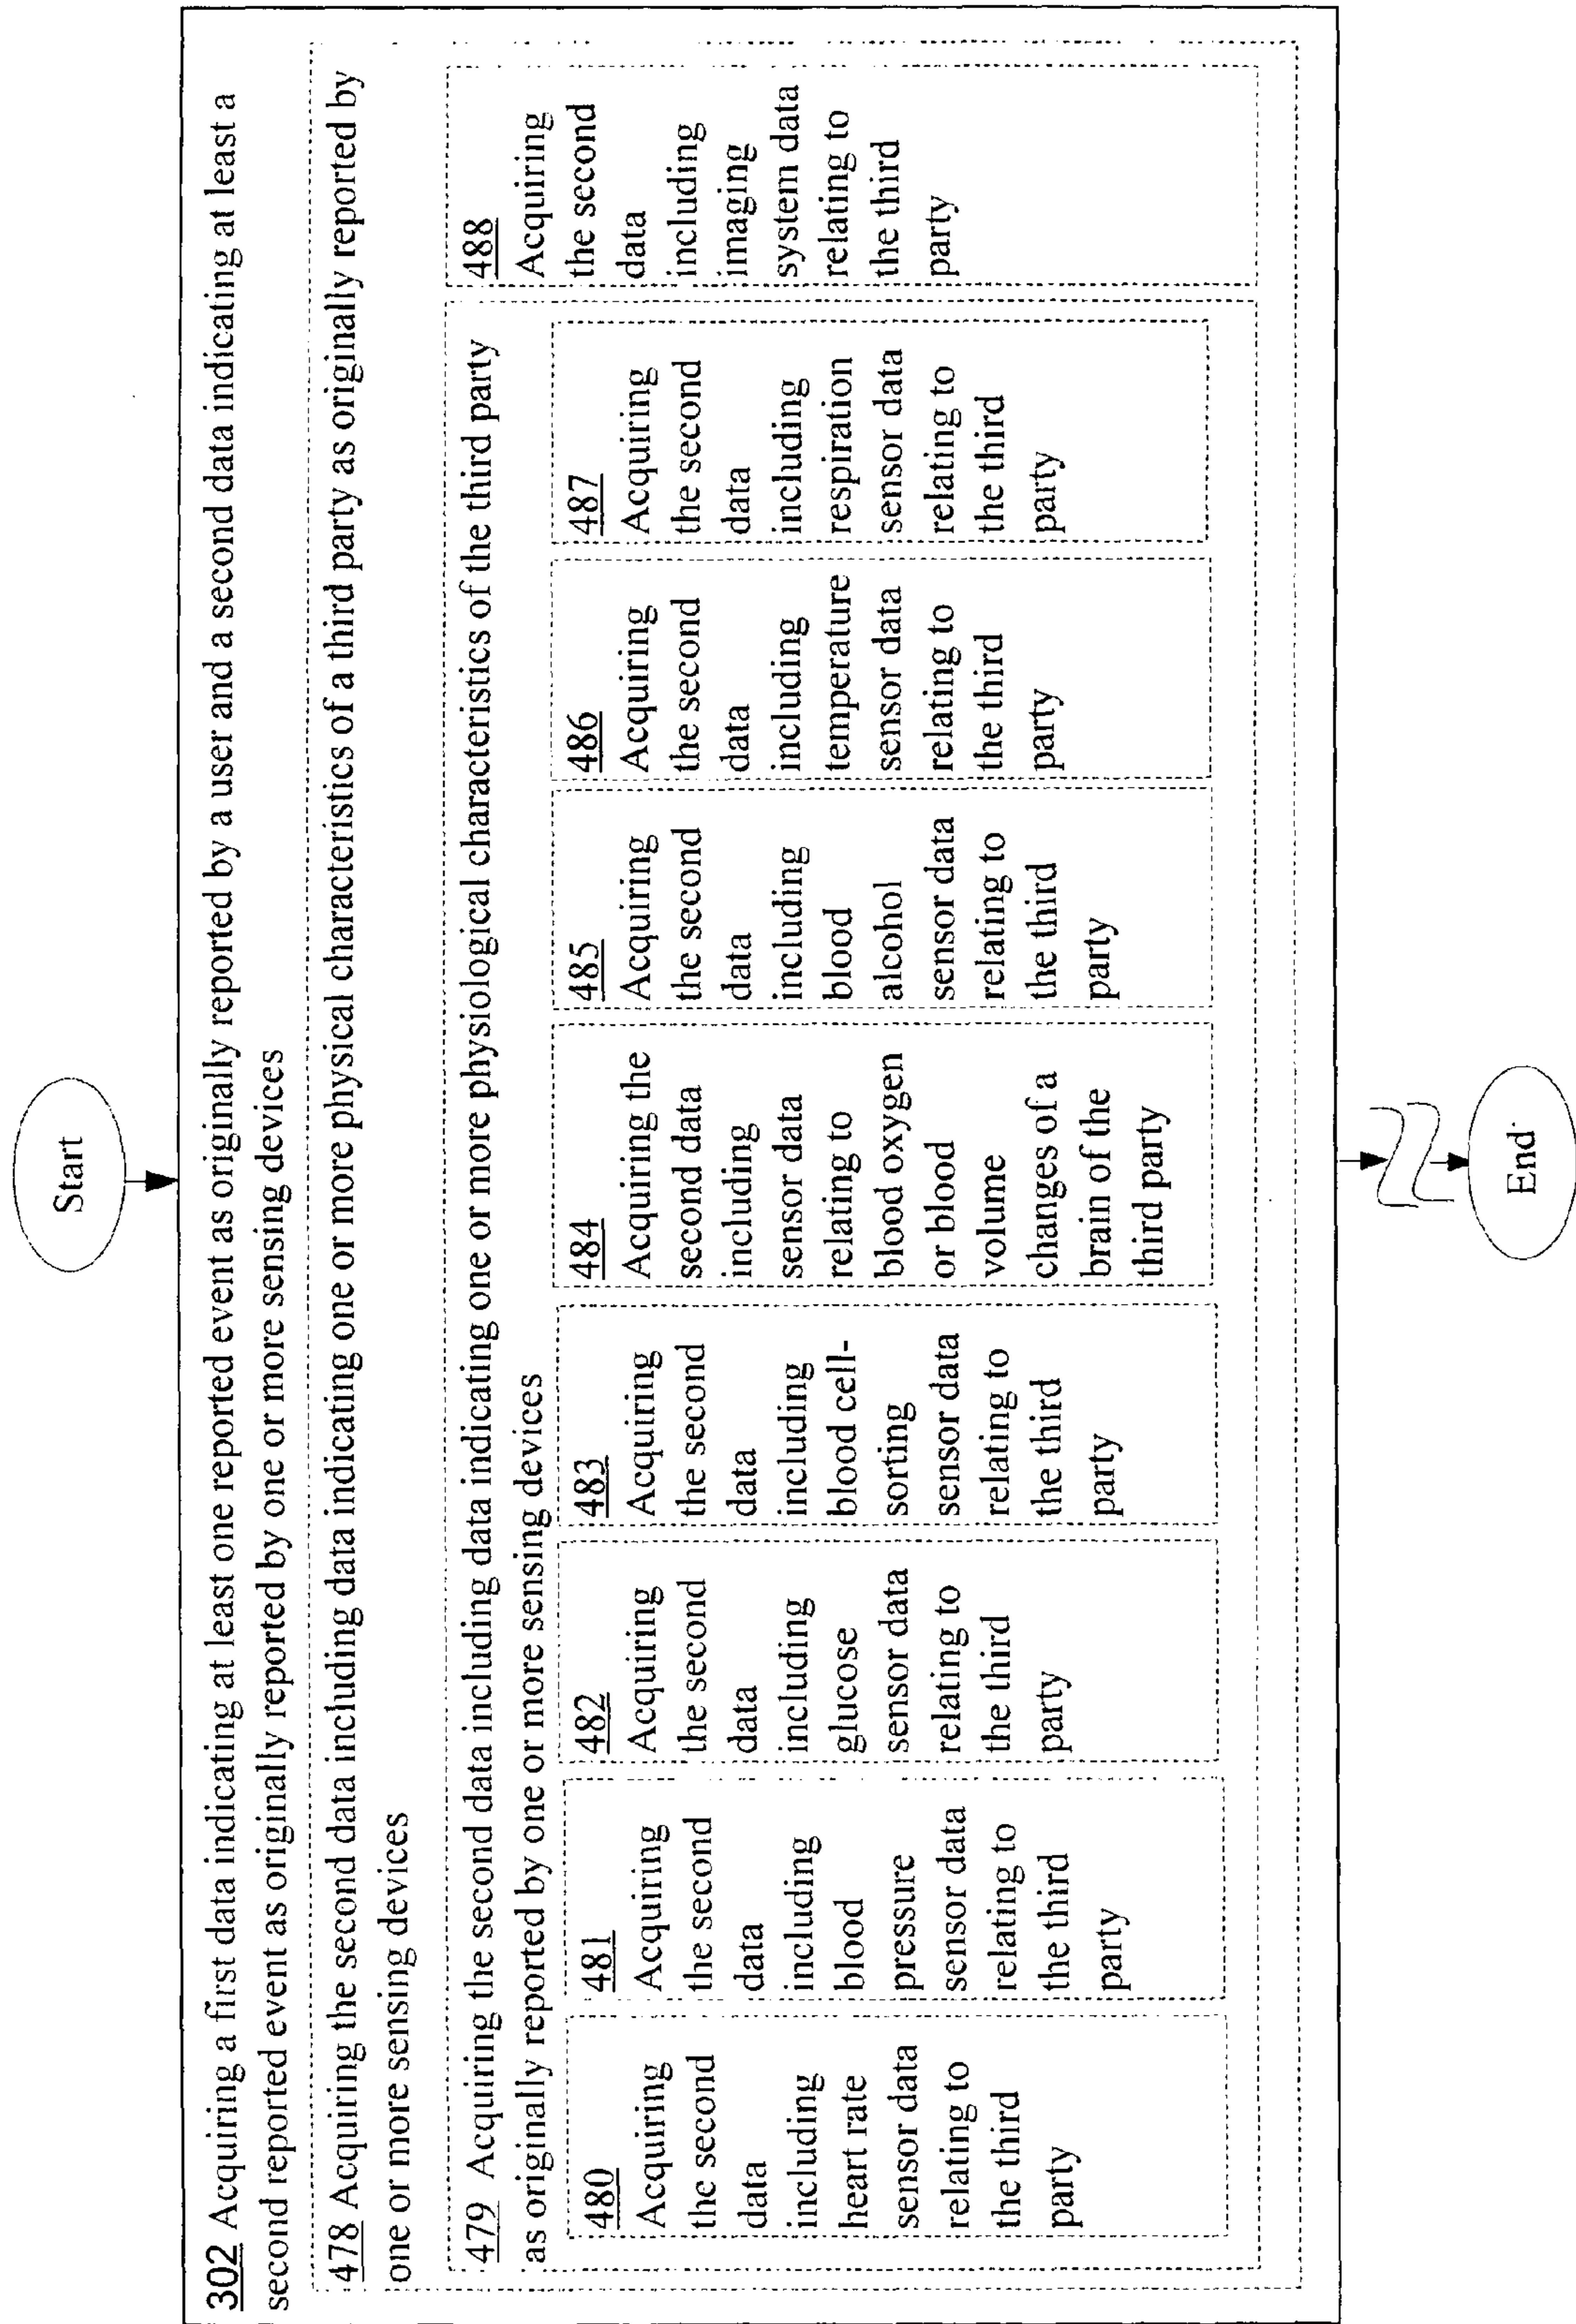 Start
302 Acquiring a first data indicating at least one reported event as originally reported by a user and a second data indicating at least a
second reported event as originally reported by one or more sensing devices
478 Acquiring the second data including data indicating one or more physical characteristics of a third party as originally reported by
one or more sensing devices
479 Acquiring the second data including data indicating one or more physiological characteristics of the third party
as originally reported by one or more sensing devices
480
Acquiring
the second
data
including
heart rate
sensor data
relating to
the third
party
481
Acquiring
the second
data
including
blood
pressure
sensor data
relating to
the third
party
482
Acquiring
the second
data
including
glucose
sensor data
relating to
the third
party
483
Acquiring
the second
data
including
blood cell-
sorting
sensor data
relating to
the third
party
484
Acquiring the
second data
including
sensor data
relating to
blood oxygen
or blood
volume
changes of a
brain of the
third party
485
Acquiring
the second
data
including
blood
alcohol
sensor data
relating to
the third
party
486
Acquiring
the second
data
including
temperature
sensor data
relating to
the third
party
487
Acquiring
the second
data
including
respiration
sensor data
relating to
the third
party
488
Acquiring
the second
data
including
imaging
system data
relating to
the third
party
End